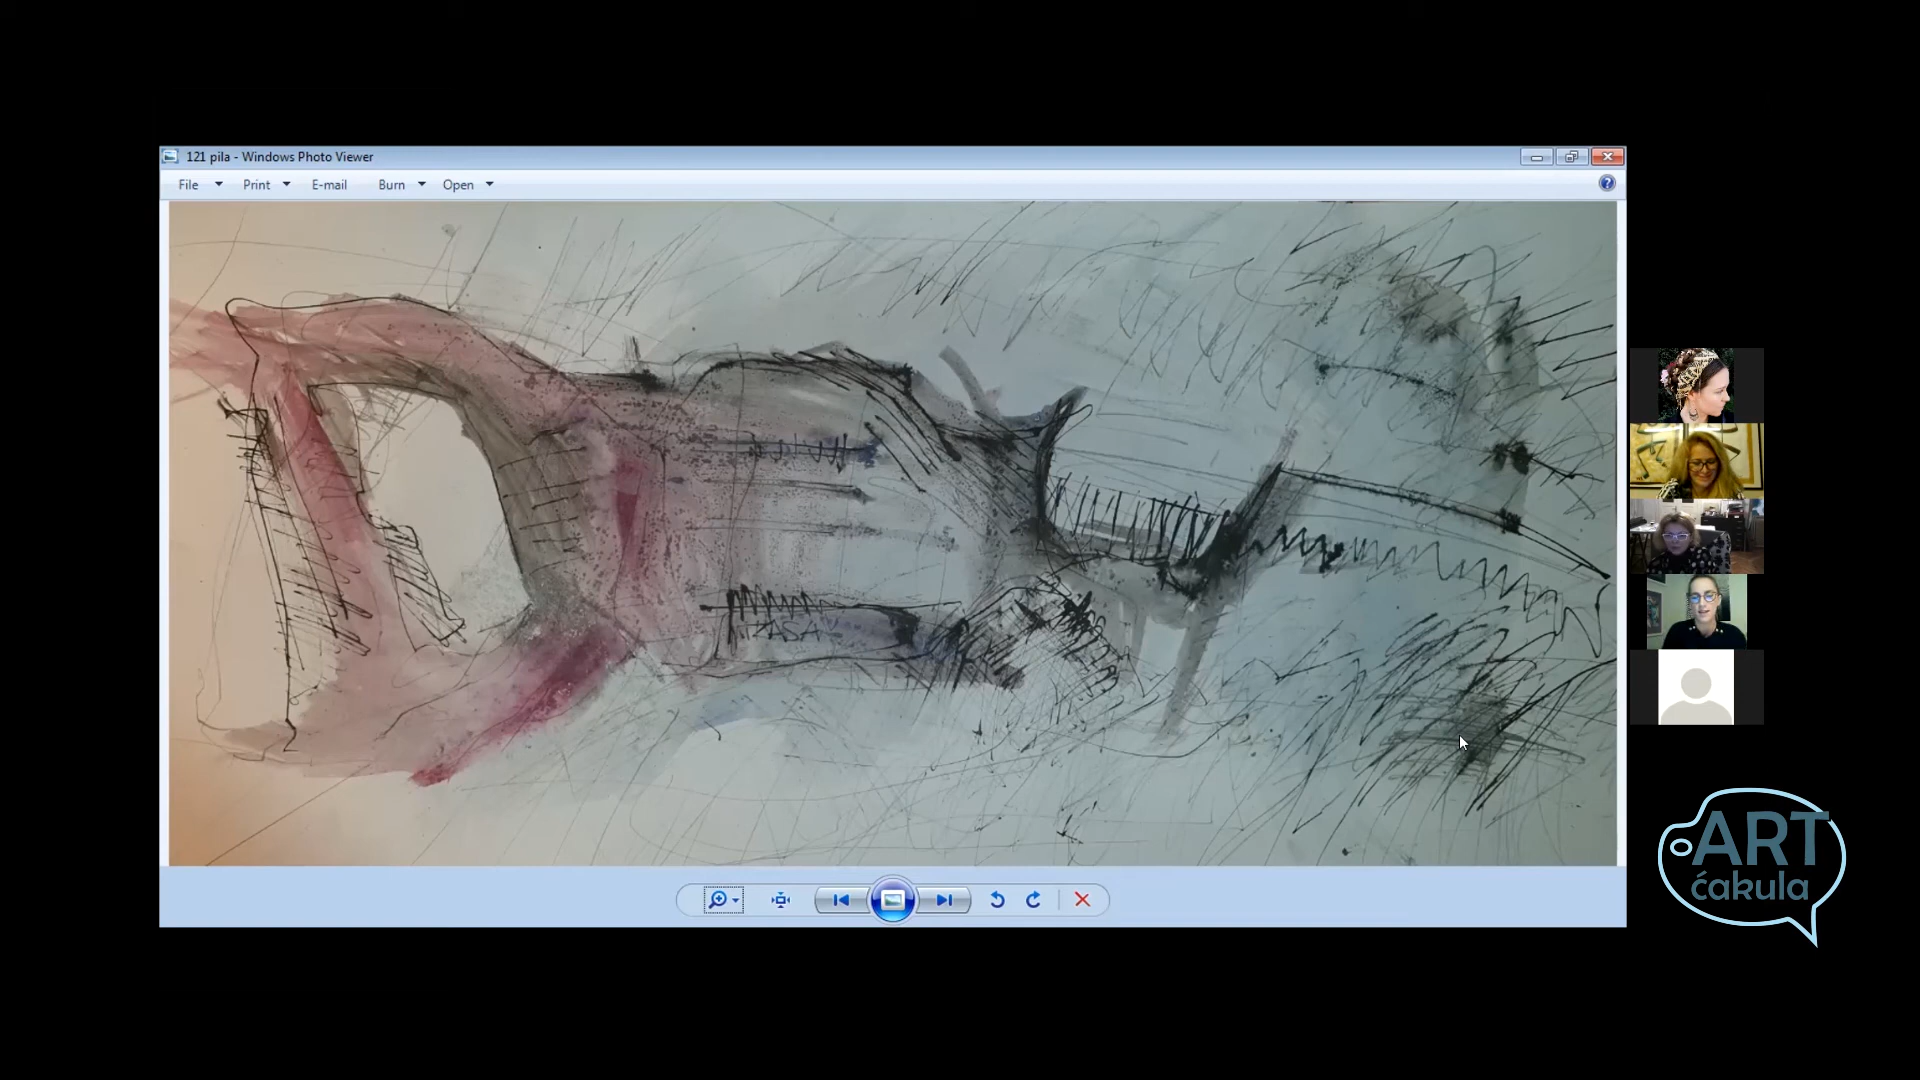 121 pila - Windows Photo Viewer
File Print E-mail Burn Open
ART
ćakula